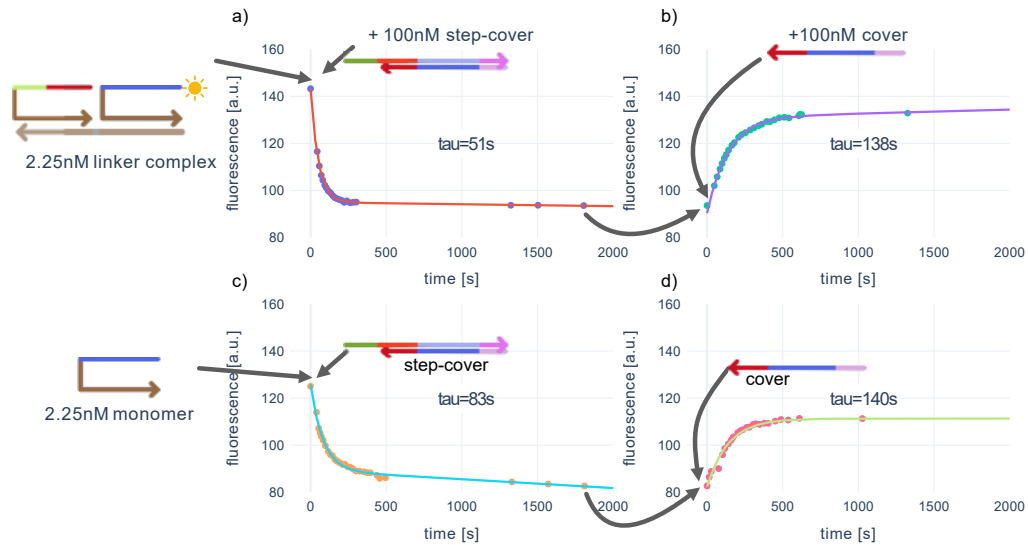 a)
+ 100nM step-cover
b)
+100nM cover
160
140
120
100
80
fluorescence [a.u.]
tau=51s
0
500
1000
1500
2000
time [s]
160
140
120
100
80
fluorescence [a.u.]
tau=138s
0
500
1000
1500
2000
time [s]
2.25nM linker complex
c)
d)
160
140
120
100
80
fluorescence [a.u.]
step-cover
tau=83s
0
500
1000
1500
2000
time [s]
160
140
120
100
80
fluorescence [a.u.]
cover
tau=140s
0
500
1000
1500
2000
time [s]
2.25nM monomer